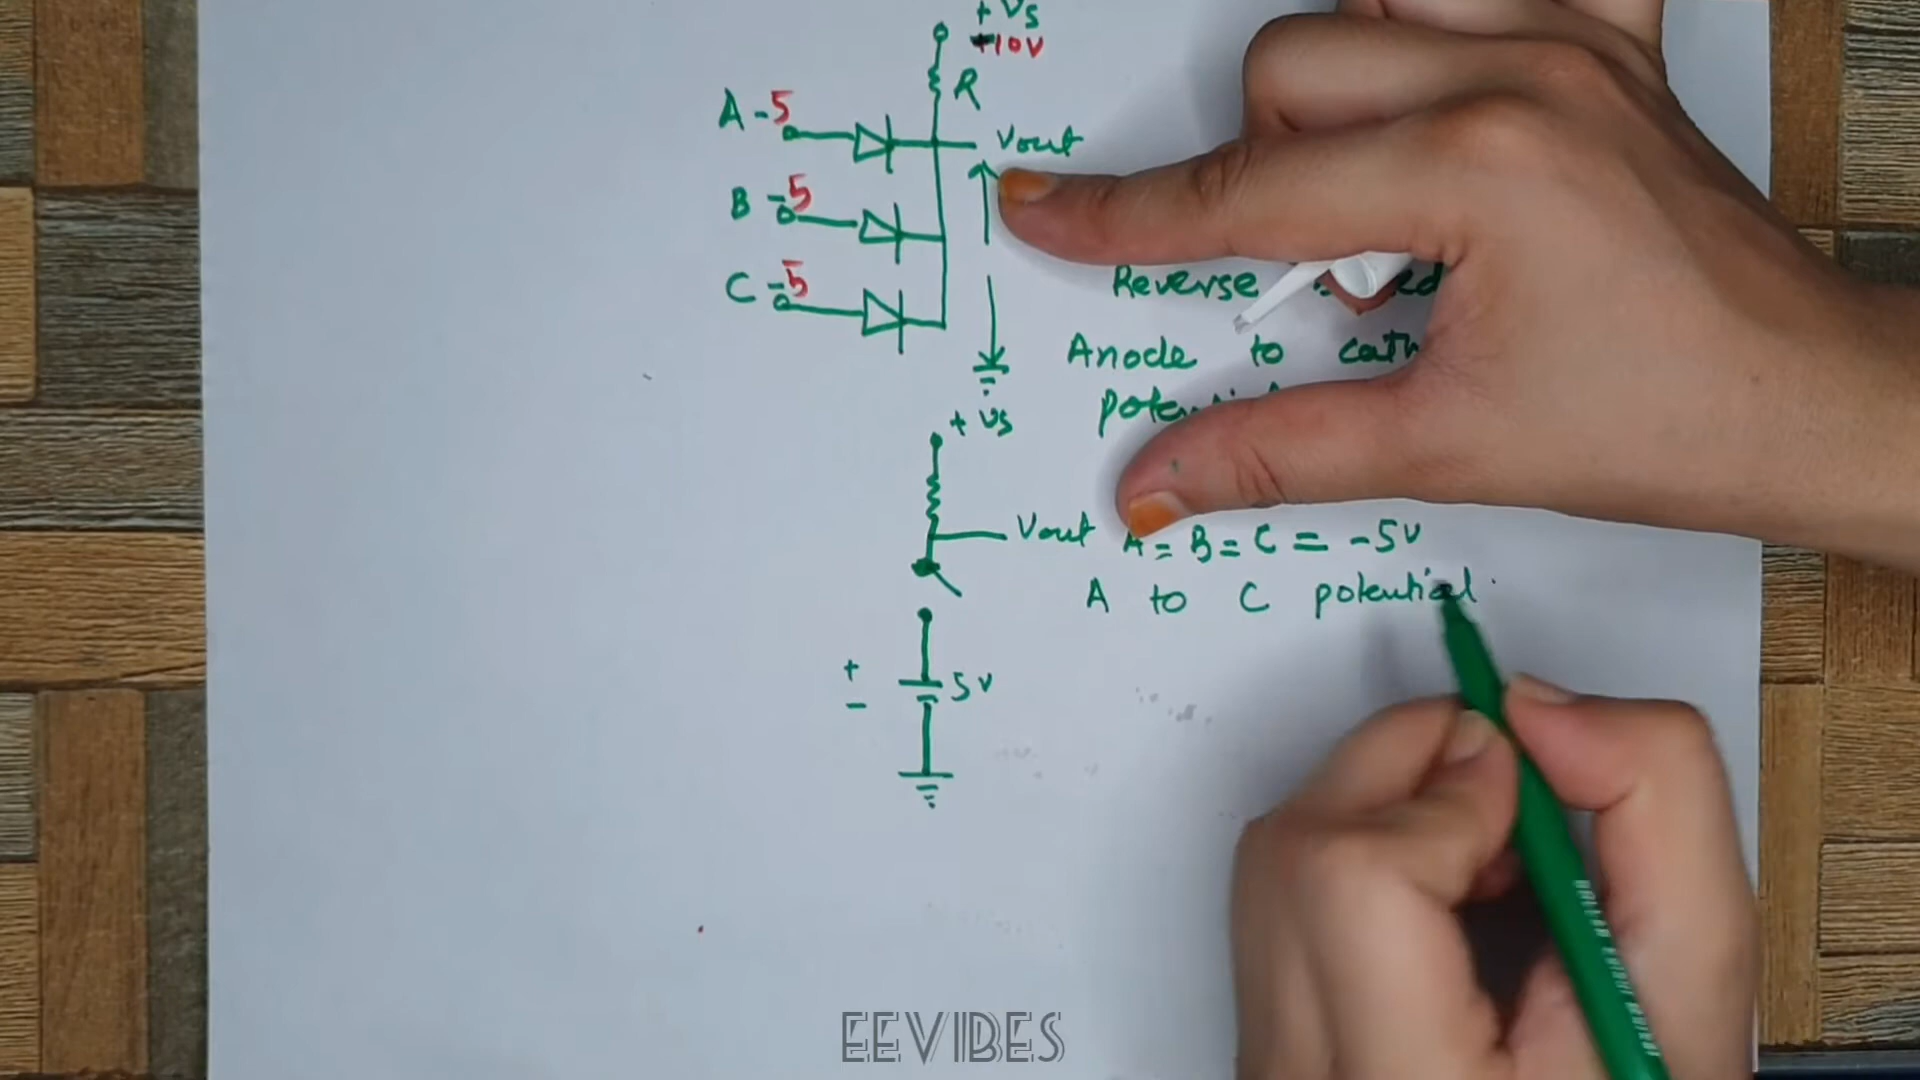 + Vs
+10V
R
A -5
Vout
B -5
C -5
Reverse
Anode to
+ Vs
Vout
A = B = C = -5V
A to C potential
+
5V
-
EEVIBES